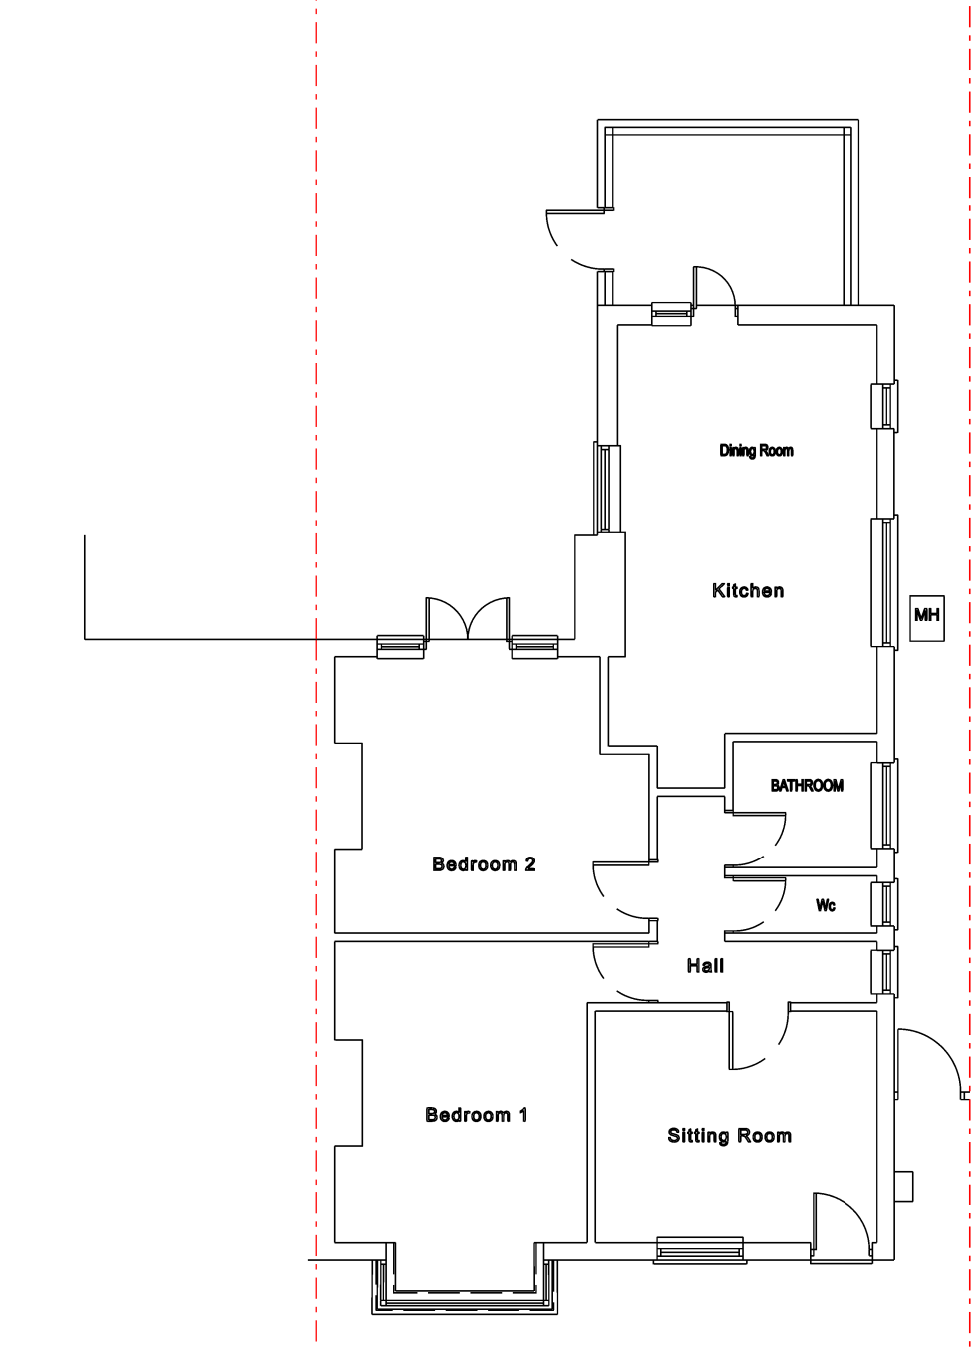 Dining Room
Kitchen
MH
BATHROOM
Bedroom 2
Wc
Hall
Bedroom 1
Sitting Room